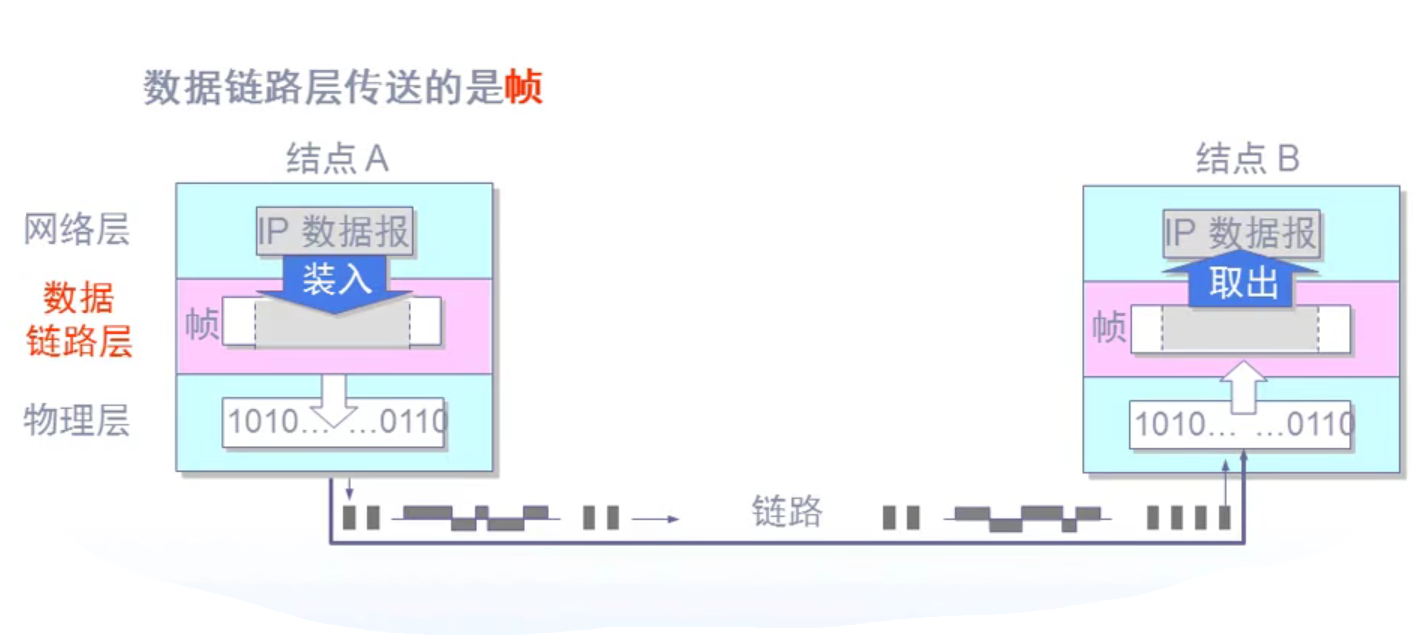 数据链路层传送的是帧
结点 A
结点 B
网络层
IP 数据报
IP 数据报
装入
取出
数据
链路层
帧
帧
物理层
1010… …0110
1010… …0110
链路